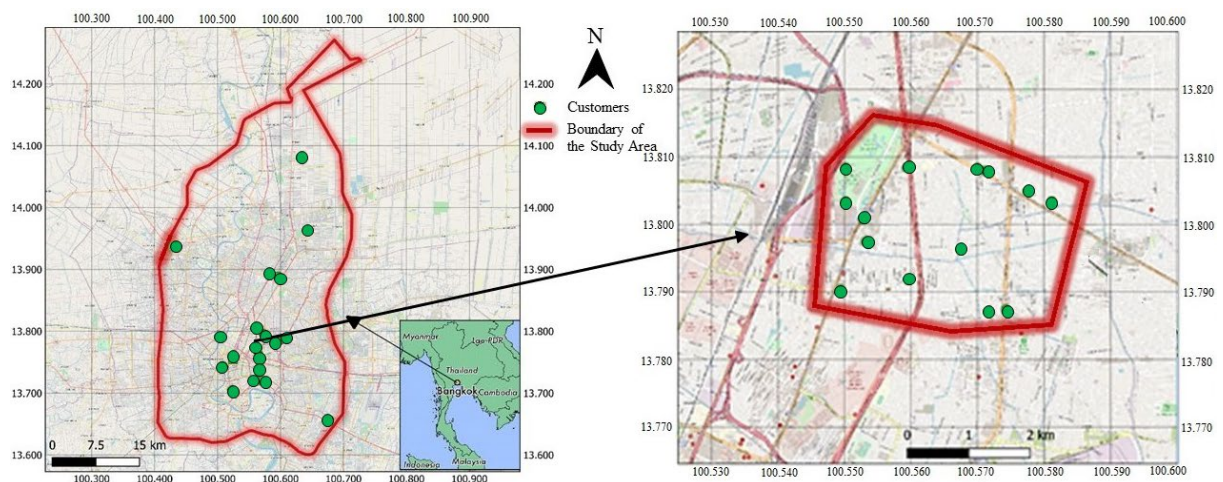 100.300 100.400 100.500 100.600 100.700 100.800 100.900
14.200 14.200
14.100 14.100
14.000 14.000
13.900 13.900
13.800 13.800
13.700 13.700
13.600 13.600
0 7.5 15 km
100.300 100.400 100.500 100.600 100.700 100.800 100.900
Myanmar
Lao PDR
Thailand
Bangkok
Cambodia
Malaysia
Indonesia
N
Customers
Boundary of
the Study Area
100.530 100.540 100.550 100.560 100.570 100.580 100.590 100.600
13.820 13.820
13.810 13.810
13.800 13.800
13.790 13.790
13.780 13.780
13.770 13.770
0 1 2 km
100.530 100.540 100.550 100.560 100.570 100.580 100.590 100.600